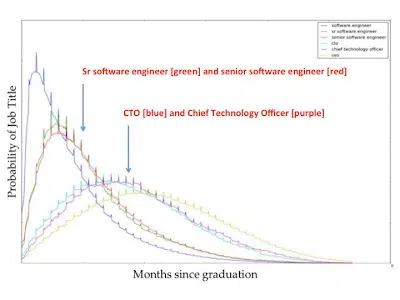 software engineer
sr software engineer
senior software engineer
cto
chief technology officer
ceo
Sr software engineer [green] and senior software engineer [red]
CTO [blue] and Chief Technology Officer [purple]
Probability of Job Title
Months since graduation